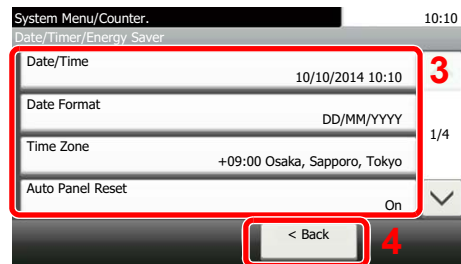 System Menu/Counter.
10:10
Date/Timer/Energy Saver
Date/Time
10/10/2014 10:10
3
Date Format
DD/MM/YYYY
1/4
Time Zone
+09:00 Osaka, Sapporo, Tokyo
Auto Panel Reset
On
< Back
4